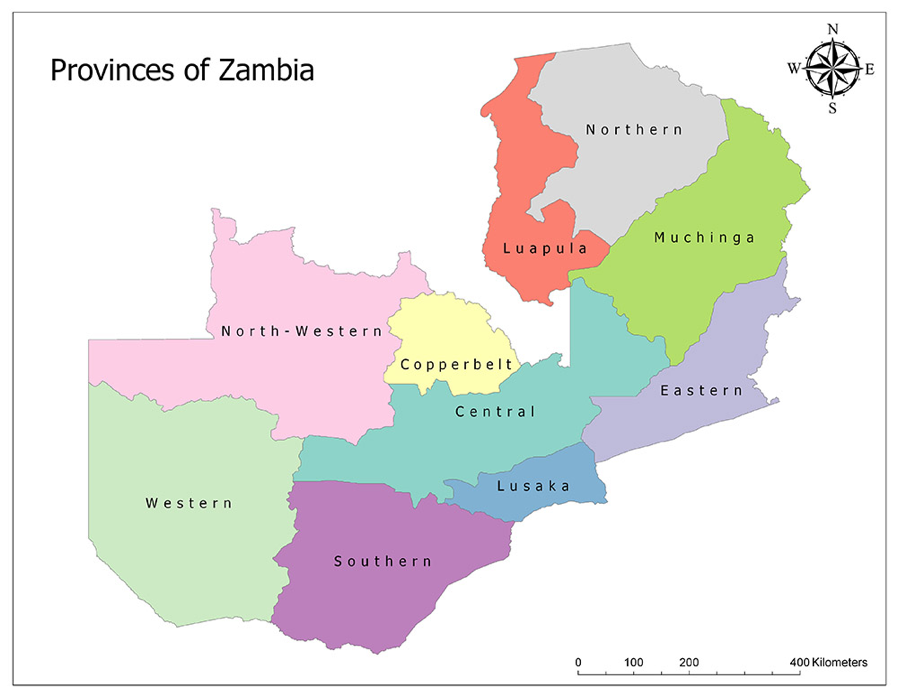 Provinces of Zambia
N
W E
S
Northern
Muchinga
Luapula
North-Western
Copperbelt
Eastern
Central
Lusaka
Western
Southern
0 100 200 400 Kilometers